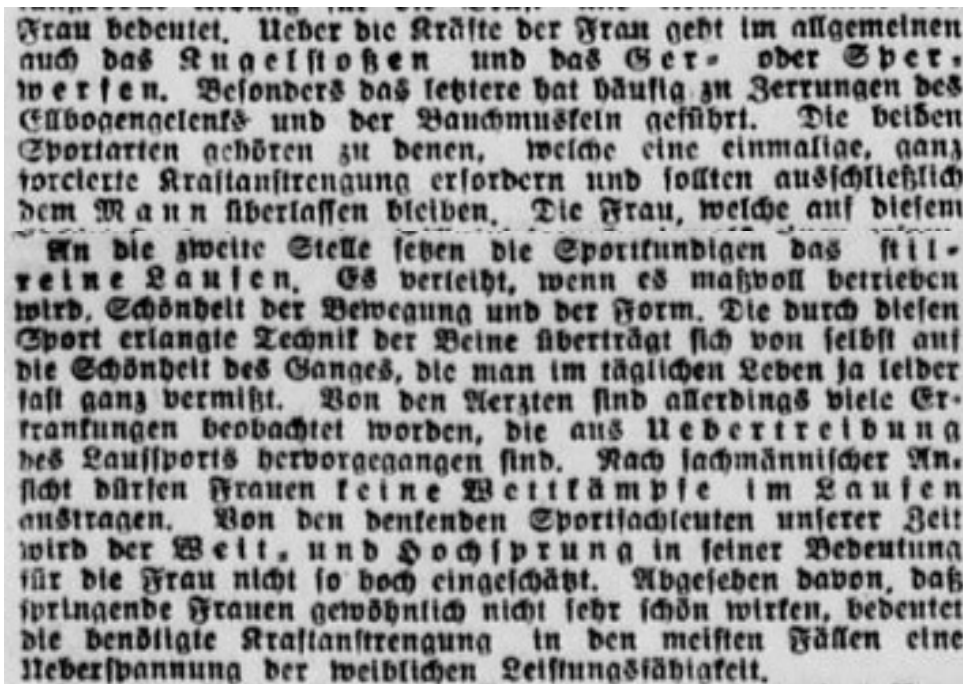 Frau bedeutet. Ueber die Kräfte der Frau geht im allgemeinen
auch das Kugelstoßen und das Ger- oder Sper-
werfen. Besonders das letztere hat häufig zu Zerrungen des
Ellbogengelenks und der Bauchmuskeln geführt. Die beiden
Sportarten gehören zu denen, welche eine einmalige, ganz
forcierte Kraftanstrengung erfordern und sollten ausschließlich
dem Mann überlassen bleiben. Die Frau, welche auf diesem
An die zweite Stelle setzen die Sportkundigen das stil-
reine Laufen. Es verleiht, wenn es maßvoll betrieben
wird, Schönheit der Bewegung und der Form. Die durch diesen
Sport erlangte Technik der Beine überträgt sich von selbst auf
die Schönheit des Ganges, die man im täglichen Leben ja leider
fast ganz vermißt. Von den Aerzten sind allerdings viele Er-
krankungen beobachtet worden, die aus Uebertreibung
des Laufsports hervorgegangen sind. Nach fachmännischer An-
sicht dürfen Frauen keine Wettkämpfe im Laufen
austragen. Von den denkenden Sportfachleuten unserer Zeit
wird der Weit- und Hochsprung in seiner Bedeutung
für die Frau nicht so hoch eingeschätzt. Abgesehen davon, daß
springende Frauen gewöhnlich nicht sehr schön wirken, bedeutet
die benötigte Kraftanstrengung in den meisten Fällen eine
Ueberspannung der weiblichen Leistungsfähigkeit.